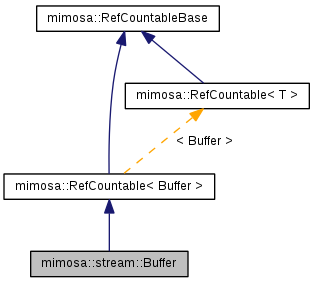 mimosa::RefCountableBase
mimosa::RefCountable< T >
< Buffer >
mimosa::RefCountable< Buffer >
mimosa::stream::Buffer